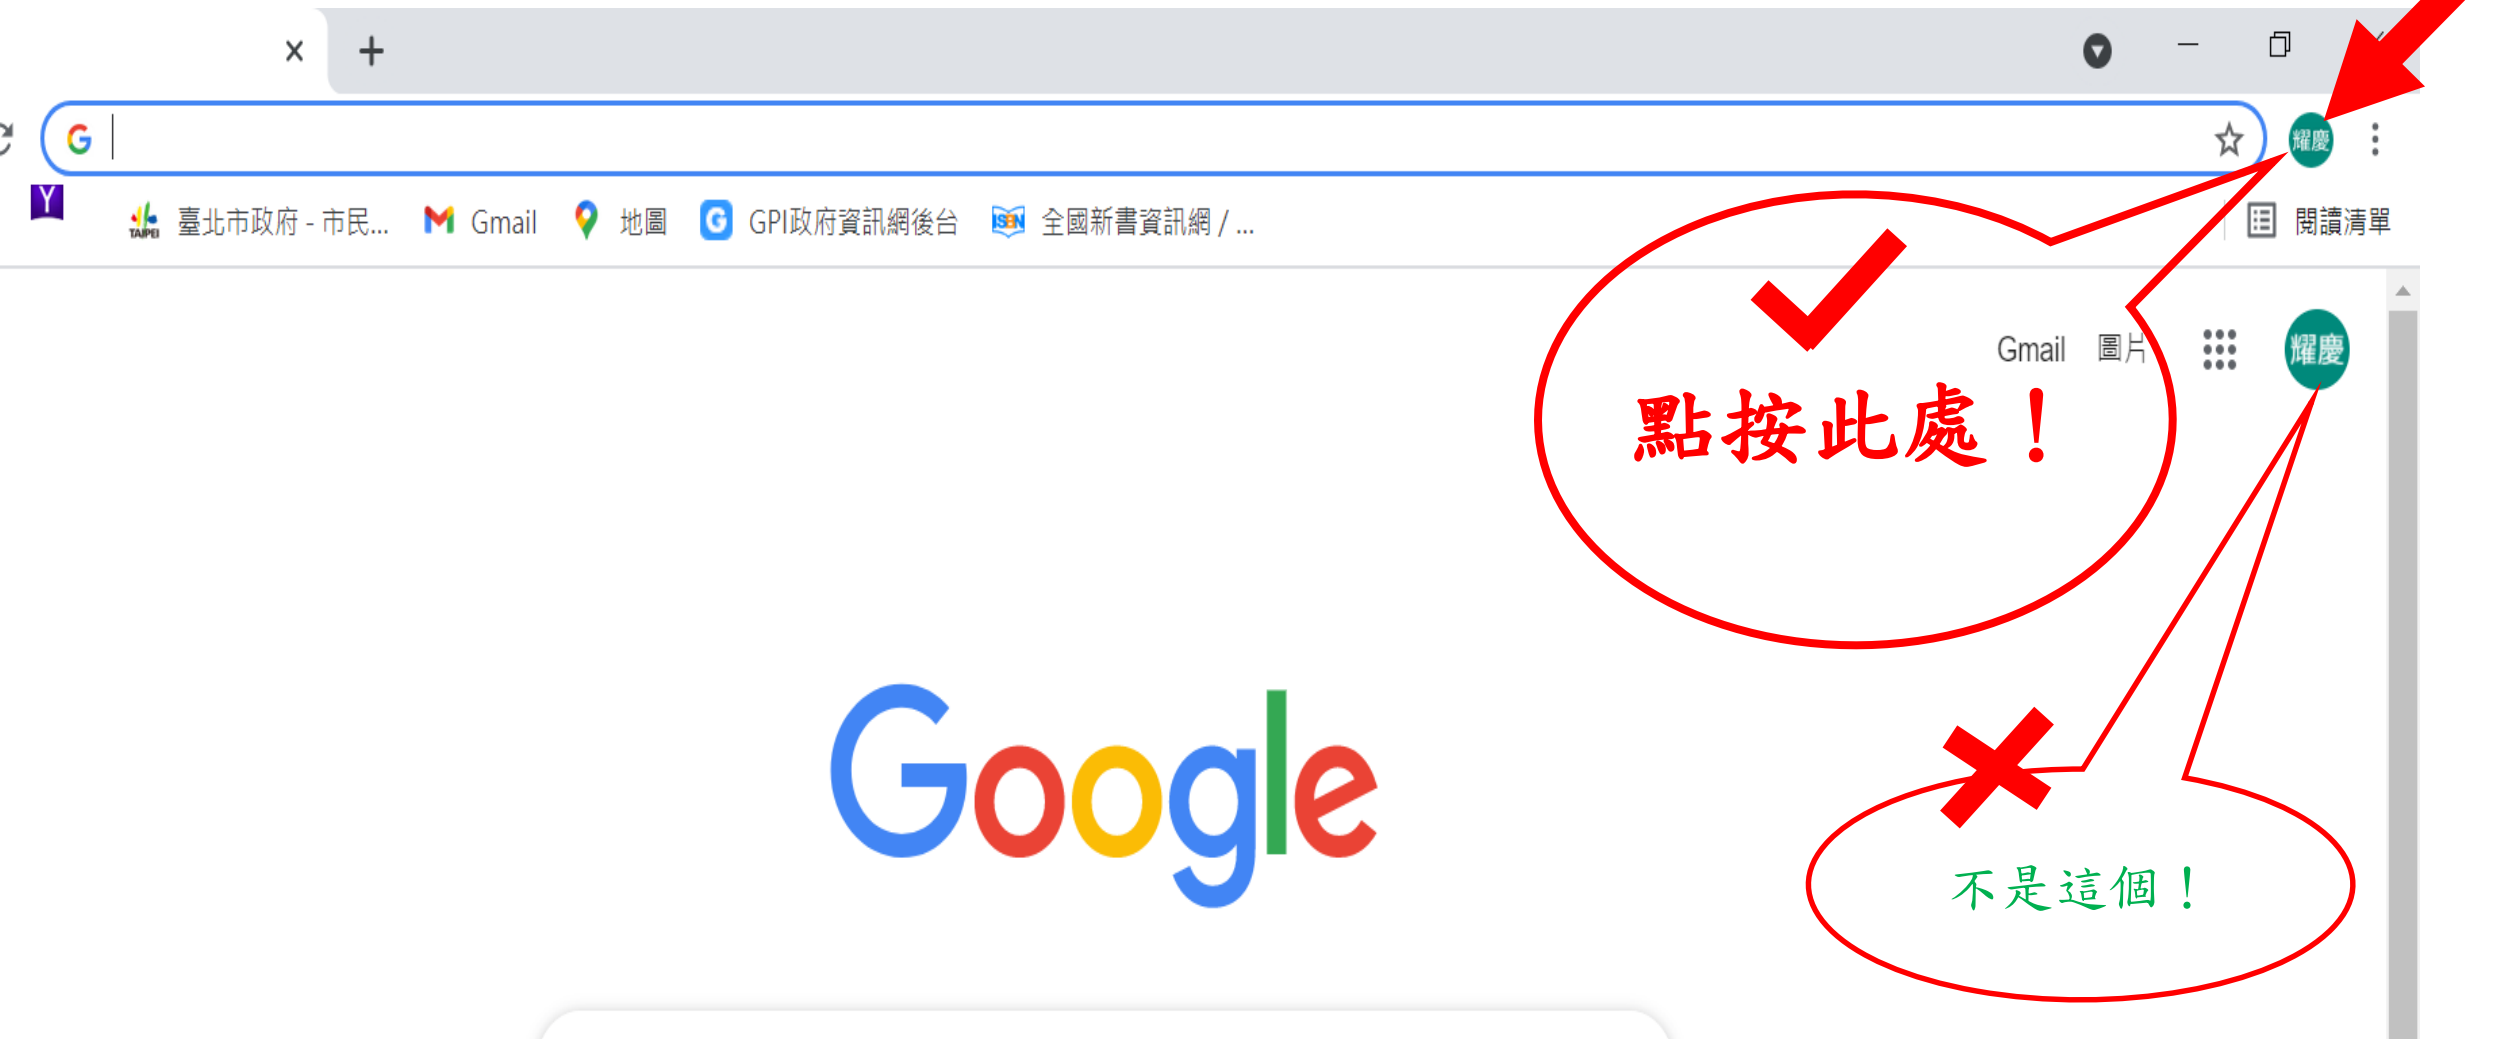 耀慶
Y
TAIPEI 臺北市政府 - 市民... Gmail 地圖 G GPI政府資訊網後台 ISBN 全國新書資訊網 / ... 閱讀清單
Gmail 圖片 耀慶
點按此處！
Google
不是這個！